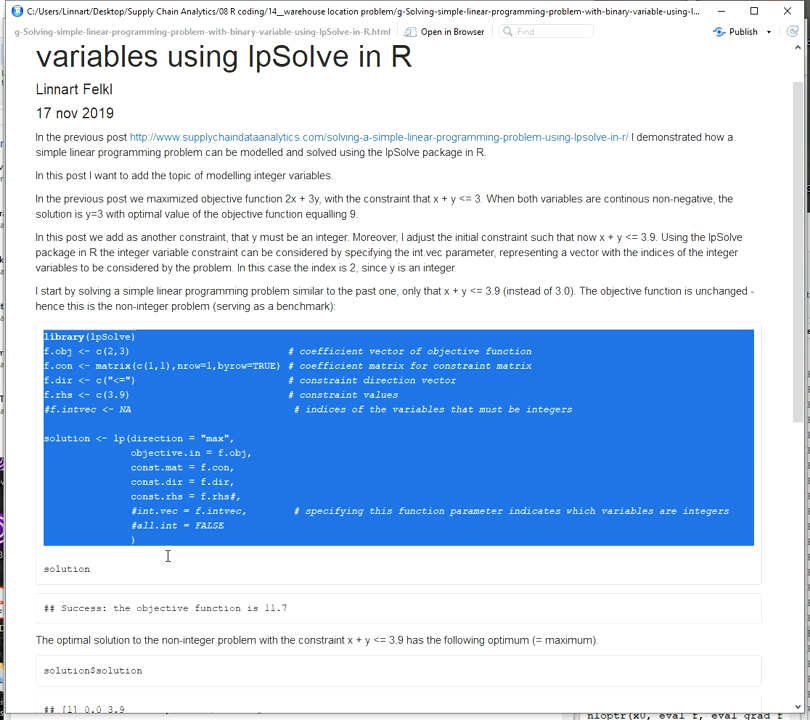 C:/Users/Linnart/Desktop/Supply Chain Analytics/08 R coding/14__warehouse location problem/g-Solving-simple-linear-programming-problem-with-binary-variable-using-l...
g-Solving-simple-linear-programming-problem-with-binary-variable-using-lpSolve-in-R.html Open in Browser Find Publish
variables using lpSolve in R
Linnart Felkl
17 nov 2019
In the previous post http://www.supplychaindataanalytics.com/solving-a-simple-linear-programming-problem-using-lpsolve-in-r/ I demonstrated how a
simple linear programming problem can be modelled and solved using the lpSolve package in R.
In this post I want to add the topic of modelling integer variables.
In the previous post we maximized objective function 2x + 3y, with the constraint that x + y <= 3. When both variables are continous non-negative, the
solution is y=3 with optimal value of the objective function equalling 9.
In this post we add as another constraint, that y must be an integer. Moreover, I adjust the initial constraint such that now x + y <= 3.9. Using the lpSolve
package in R the integer variable constraint can be considered by specifying the int.vec parameter, representing a vector with the indices of the integer
variables to be considered by the problem. In this case the index is 2, since y is an integer.
I start by solving a simple linear programming problem similar to the past one, only that x + y <= 3.9 (instead of 3.0). The objective function is unchanged -
hence this is the non-integer problem (serving as a benchmark):
library(lpSolve)
f.obj <- c(2,3) # coefficient vector of objective function
f.con <- matrix(c(1,1),nrow=1,byrow=TRUE) # coefficient matrix for constraint matrix
f.dir <- c("<=") # constraint direction vector
f.rhs <- c(3.9) # constraint values
#f.intvec <- NA # indices of the variables that must be integers
solution <- lp(direction = "max",
objective.in = f.obj,
const.mat = f.con,
const.dir = f.dir,
const.rhs = f.rhs#,
#int.vec = f.intvec, # specifying this function parameter indicates which variables are integers
#all.int = FALSE
)
solution
## Success: the objective function is 11.7
The optimal solution to the non-integer problem with the constraint x + y <= 3.9 has the following optimum (= maximum).
solution$solution
## [1] 0.0 3.9
nloptr(x0, eval_f, eval_grad_f